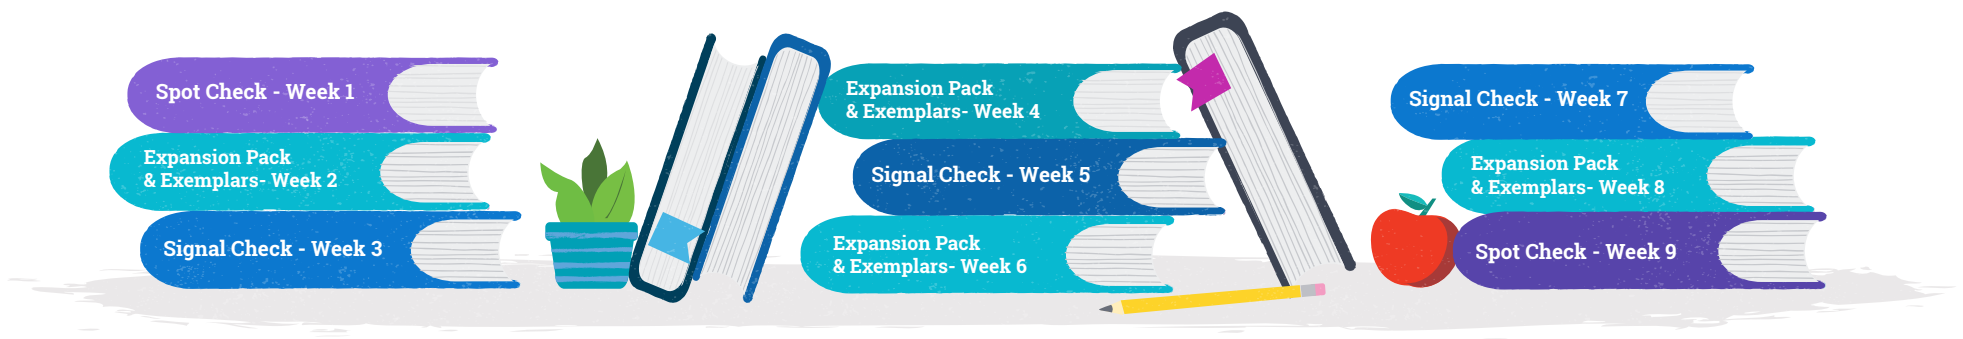 Spot Check - Week 1
Expansion Pack
& Exemplars- Week 2
Signal Check - Week 3
Expansion Pack
& Exemplars- Week 4
Signal Check - Week 5
Expansion Pack
& Exemplars- Week 6
Signal Check - Week 7
Expansion Pack
& Exemplars- Week 8
Spot Check - Week 9